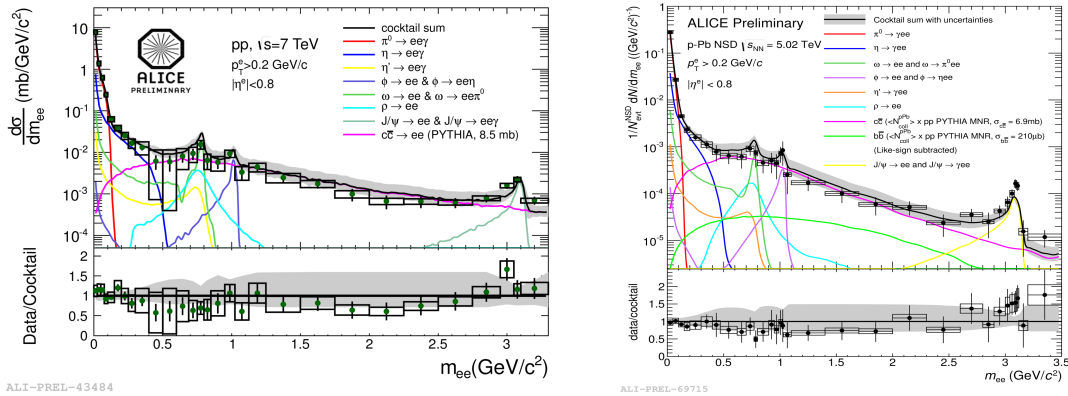 dσ/dm_ee (mb/GeV/c²)
10
1
10⁻¹
10⁻²
10⁻³
10⁻⁴
ALICE
PRELIMINARY
pp, √s=7 TeV
p_T^e>0.2 GeV/c
|η^e|<0.8
cocktail sum
π⁰ → eeγ
η → eeγ
η' → eeγ
ϕ → ee & ϕ → eeη
ω → ee & ω → eeπ⁰
ρ → ee
J/ψ → ee & J/ψ → eeγ
cc̄ → ee (PYTHIA, 8.5 mb)
Data/Cocktail
2
1.5
1
0.5
0
0 0.5 1 1.5 2 2.5 3
m_ee(GeV/c²)
ALI-PREL-43484
1/N_evt^NSD dN/dm_ee ((GeV/c²)⁻¹)
1
10⁻¹
10⁻²
10⁻³
10⁻⁴
10⁻⁵
ALICE Preliminary
p-Pb NSD √s_NN = 5.02 TeV
p_T^e > 0.2 GeV/c
|η^e| < 0.8
Cocktail sum with uncertainties
π⁰ → γee
η → γee
ω → ee and ω → π⁰ee
ϕ → ee and ϕ → ηee
η' → γee
ρ → ee
cc̄ (<N_coll^pPb> x pp PYTHIA MNR, σ_cc̄ = 6.9mb)
bb̄ (<N_coll^pPb> x pp PYTHIA MNR, σ_bb̄ = 210μb)
(Like-sign subtracted)
J/ψ → ee and J/ψ → γee
data/cocktail
2
1.5
1
0.5
0
0 0.5 1 1.5 2 2.5 3 3.5
m_ee (GeV/c²)
ALI-PREL-69715